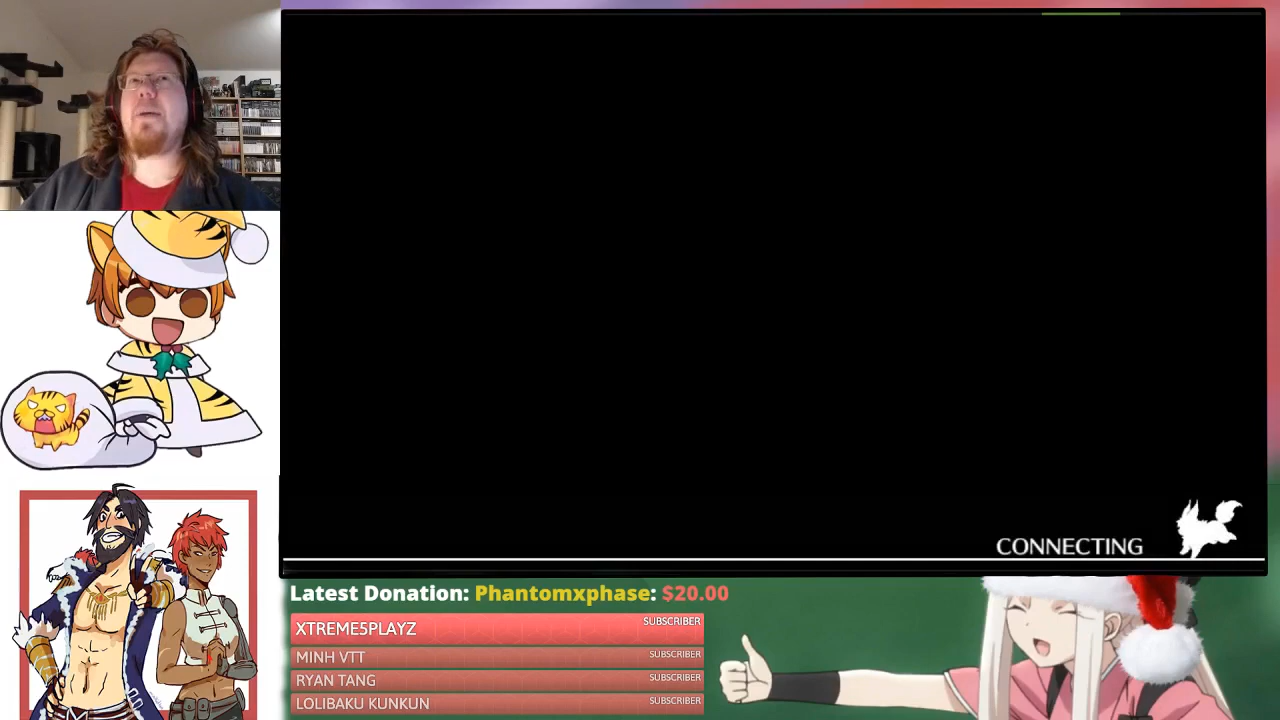 CONNECTING
Latest Donation: Phantomxphase: $20.00
XTREME5PLAYZ SUBSCRIBER
MINH VTT SUBSCRIBER
RYAN TANG SUBSCRIBER
LOLIBAKU KUNKUN SUBSCRIBER